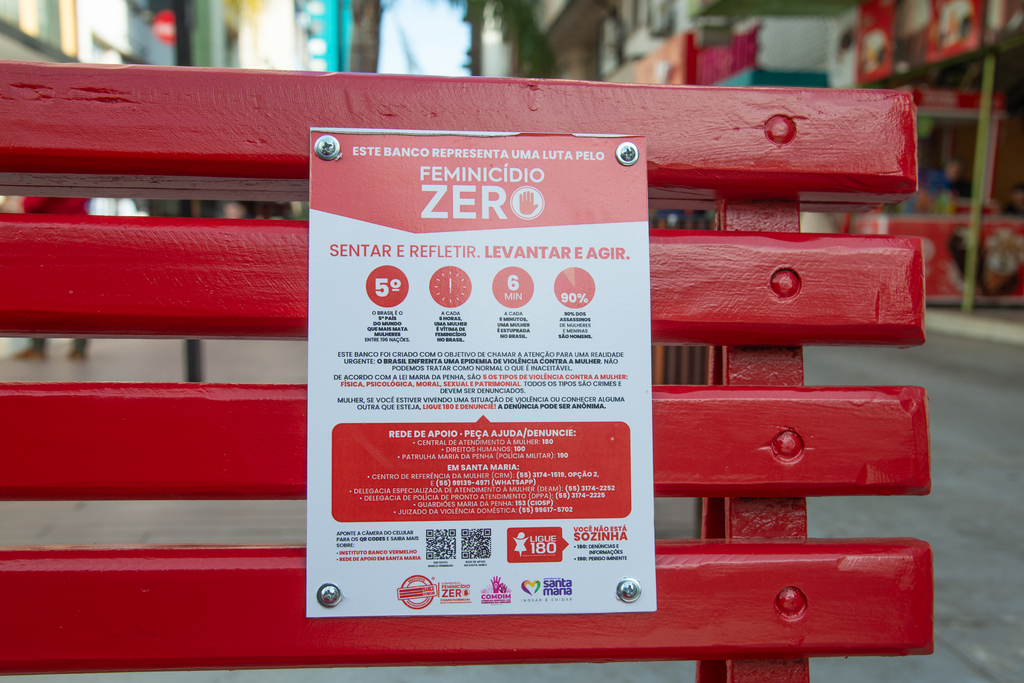 ESTE BANCO REPRESENTA UMA LUTA PELO
FEMINICÍDIO
ZERO
SENTAR E REFLETIR. LEVANTAR E AGIR.
5º
O BRASIL É O
5º PAÍS
DO MUNDO
QUE MAIS MATA
MULHERES
ENTRE 196 NAÇÕES.
A CADA
6 HORAS,
UMA MULHER
É VÍTIMA DE
FEMINICÍDIO
NO BRASIL.
6
MIN
A CADA
6 MINUTOS,
UMA MULHER
É ESTUPRADA
NO BRASIL.
90%
90% DOS
ASSASSINOS
DE MULHERES
E MENINAS
SÃO HOMENS.
ESTE BANCO FOI CRIADO COM O OBJETIVO DE CHAMAR A ATENÇÃO PARA UMA REALIDADE
URGENTE: O BRASIL ENFRENTA UMA EPIDEMIA DE VIOLÊNCIA CONTRA A MULHER. NÃO
PODEMOS TRATAR COMO NORMAL O QUE É INACEITÁVEL.
DE ACORDO COM A LEI MARIA DA PENHA, SÃO 5 OS TIPOS DE VIOLÊNCIA CONTRA A MULHER:
FÍSICA, PSICOLÓGICA, MORAL, SEXUAL E PATRIMONIAL. TODOS OS TIPOS SÃO CRIMES E
DEVEM SER DENUNCIADOS.
MULHER, SE VOCÊ ESTIVER VIVENDO UMA SITUAÇÃO DE VIOLÊNCIA OU CONHECER ALGUMA
OUTRA QUE ESTEJA, LIGUE 180 E DENUNCIE! A DENÚNCIA PODE SER ANÔNIMA.
REDE DE APOIO - PEÇA AJUDA/DENUNCIE:
• CENTRAL DE ATENDIMENTO À MULHER: 180
• DIREITOS HUMANOS: 100
• PATRULHA MARIA DA PENHA (POLÍCIA MILITAR): 190
EM SANTA MARIA:
• CENTRO DE REFERÊNCIA DA MULHER (CRM): (55) 3174-1519, OPÇÃO 2,
E (55) 99139-4971 (WHATSAPP)
• DELEGACIA ESPECIALIZADA DE ATENDIMENTO À MULHER (DEAM): (55) 3174-2252
• DELEGACIA DE POLÍCIA DE PRONTO ATENDIMENTO (DPPA): (55) 3174-2225
• GUARDIÕES MARIA DA PENHA: 153 (CIOSP)
• JUIZADO DA VIOLÊNCIA DOMÉSTICA: (55) 99617-5702
APONTE A CÂMERA DO CELULAR
PARA OS QR CODES E SAIBA MAIS
SOBRE:
• INSTITUTO BANCO VERMELHO
• REDE DE APOIO EM SANTA MARIA
INSTITUTO
BANCO VERMELHO
REDE DE APOIO
EM SANTA MARIA
LIGUE
180
VOCÊ NÃO ESTÁ
SOZINHA
• 180: DENÚNCIAS E
INFORMAÇÕES
• 190: PERIGO IMINENTE
FEMINICÍDIO
ZERO
COMDIM
santa
maria
INOVAR E CUIDAR